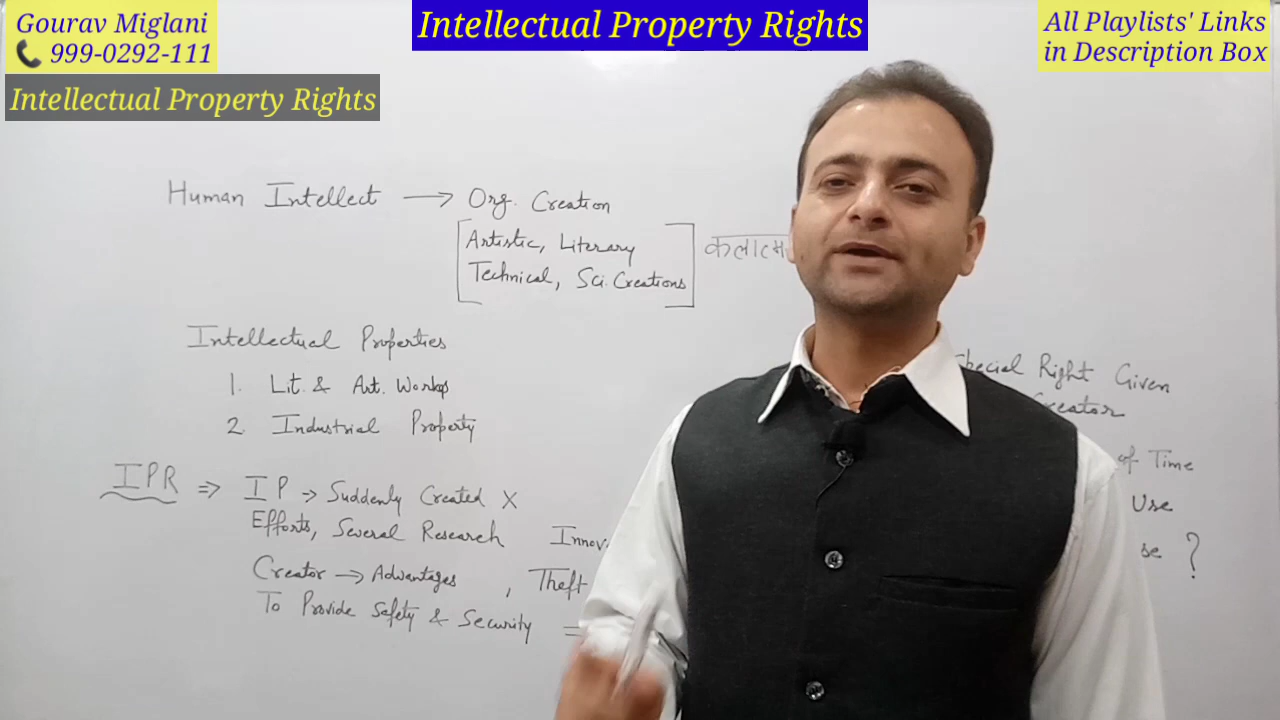 Gourav Miglani
📞 999-0292-111
Intellectual Property Rights
All Playlists' Links
in Description Box
Intellectual Property Rights
Human Intellect → Org. Creation
Artistic, Literary
Technical, Sci. Creations
Intellectual Properties
1. Lit. & Art. Works
2. Industrial Property
Special Right Given
Creator
of Time
Use
?
IPR ⇒ IP → Suddenly Created X
Efforts, Several Research
Creator → Advantages, Theft
To Provide Safety & Security =